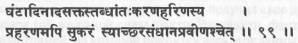 घंटादिनादसक्तस्तब्धांतःकरणहरिणस्य ।
प्रहरणमपि सुकरं स्याच्छरसंधानप्रवीणश्चेत् ॥ ९९ ॥